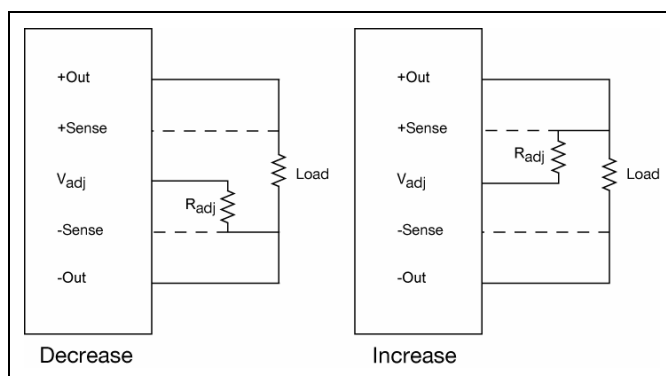 +Out
+Sense
Vadj
Radj
Load
-Sense
-Out
Decrease
+Out
+Sense
Radj
Load
Vadj
-Sense
-Out
Increase